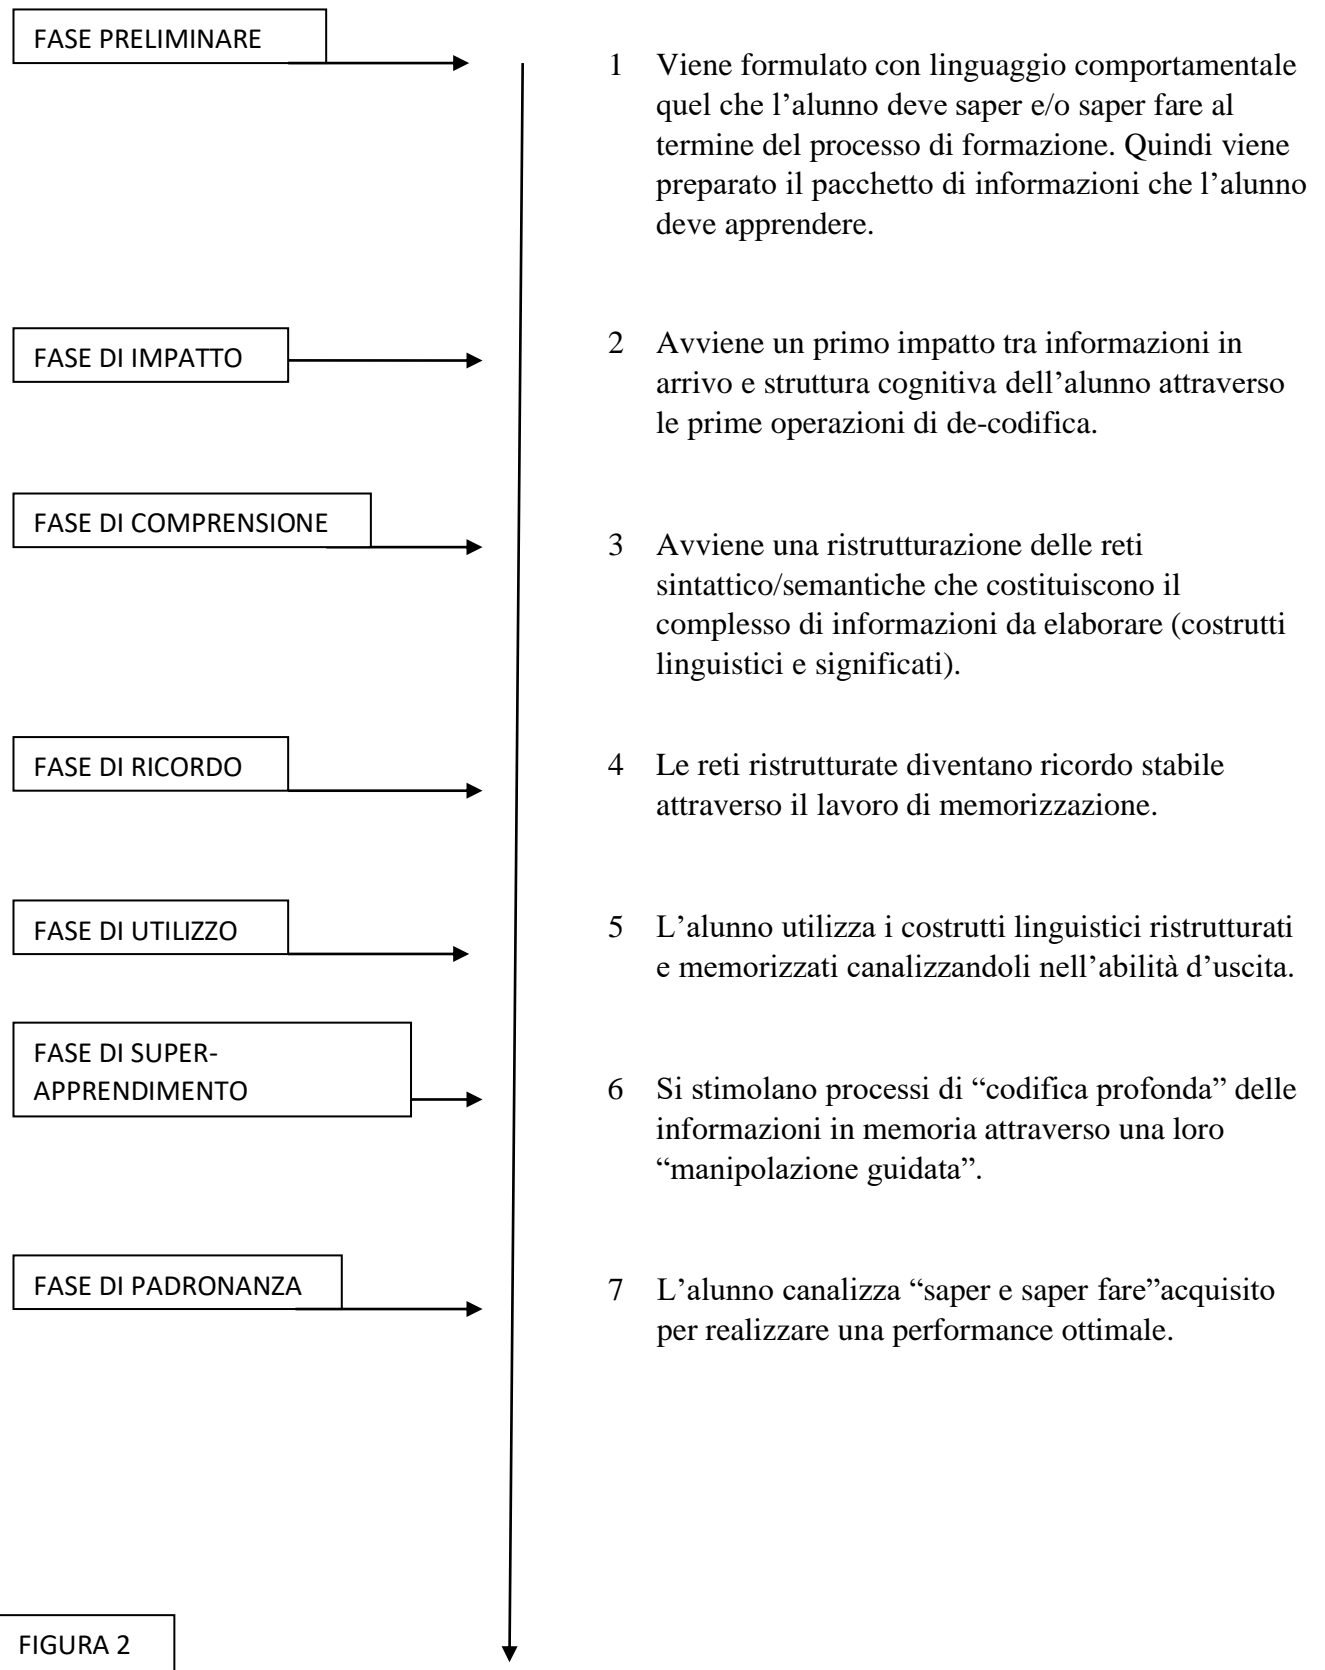 FASE PRELIMINARE
1 Viene formulato con linguaggio comportamentale
quel che l’alunno deve saper e/o saper fare al
termine del processo di formazione. Quindi viene
preparato il pacchetto di informazioni che l’alunno
deve apprendere.
FASE DI IMPATTO
2 Avviene un primo impatto tra informazioni in
arrivo e struttura cognitiva dell’alunno attraverso
le prime operazioni di de-codifica.
FASE DI COMPRENSIONE
3 Avviene una ristrutturazione delle reti
sintattico/semantiche che costituiscono il
complesso di informazioni da elaborare (costrutti
linguistici e significati).
FASE DI RICORDO
4 Le reti ristrutturate diventano ricordo stabile
attraverso il lavoro di memorizzazione.
FASE DI UTILIZZO
5 L’alunno utilizza i costrutti linguistici ristrutturati
e memorizzati canalizzandoli nell’abilità d’uscita.
FASE DI SUPER-
APPRENDIMENTO
6 Si stimolano processi di “codifica profonda” delle
informazioni in memoria attraverso una loro
“manipolazione guidata”.
FASE DI PADRONANZA
7 L’alunno canalizza “saper e saper fare”acquisito
per realizzare una performance ottimale.
FIGURA 2